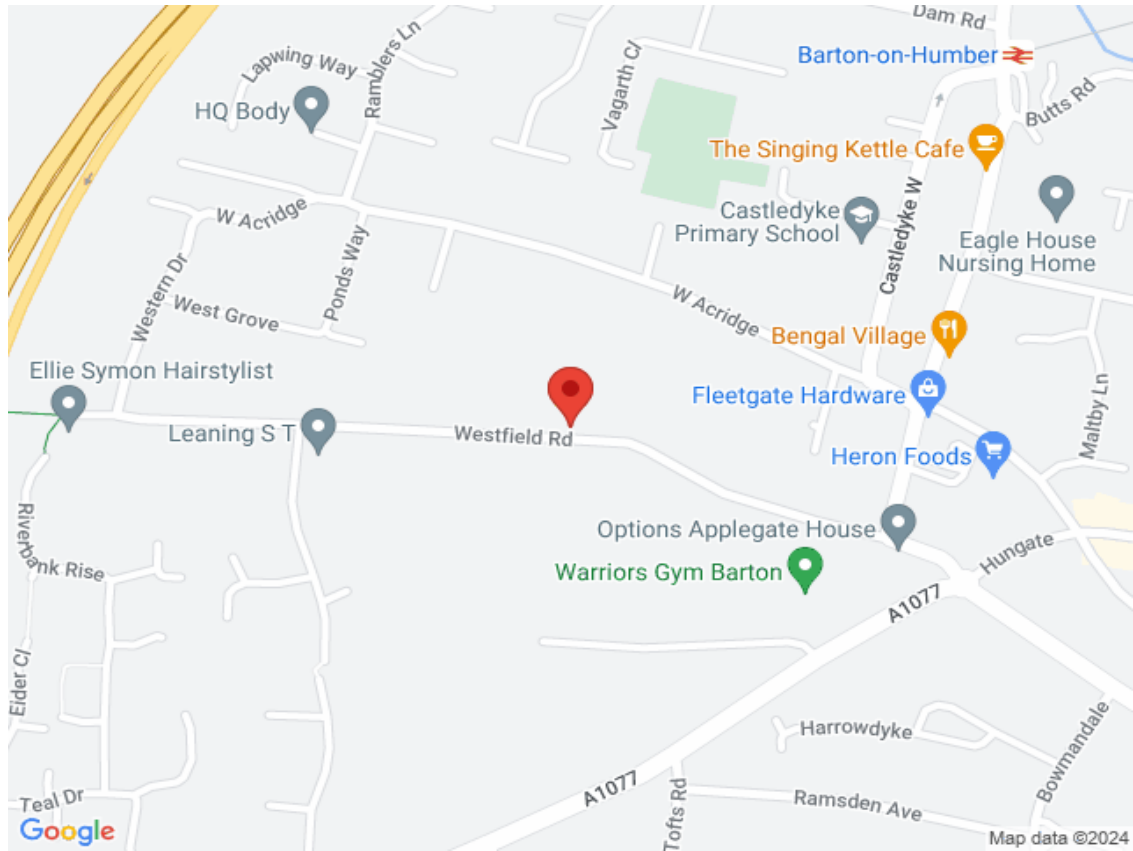 Dam Rd
Barton-on-Humber
Ramblers Ln
Lapwing Way
HQ Body
Vagarth Cl
Butts Rd
The Singing Kettle Cafe
Castledyke W
Castledyke
Primary School
Eagle House
Nursing Home
W Acridge
Ponds Way
Western Dr
West Grove
W Acridge
Bengal Village
Ellie Symon Hairstylist
Fleetgate Hardware
Maltby Ln
Leaning S T
Westfield Rd
Heron Foods
Riverbank Rise
Options Applegate House
Hungate
Warriors Gym Barton
A1077
Eider Cl
Harrowdyke
Bowmandale
A1077
Tofts Rd
Ramsden Ave
Teal Dr
Google
Map data ©2024